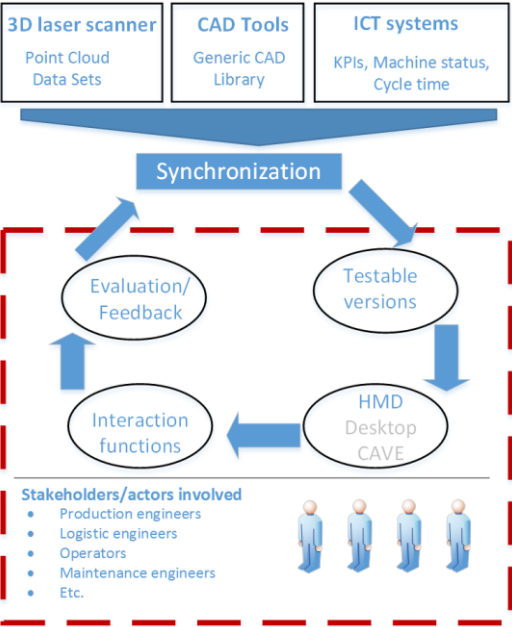 3D laser scanner
Point Cloud
Data Sets
CAD Tools
Generic CAD
Library
ICT systems
KPIs, Machine status,
Cycle time
Synchronization
Evaluation/
Feedback
Testable
versions
Interaction
functions
HMD
Desktop
CAVE
Stakeholders/actors involved
• Production engineers
• Logistic engineers
• Operators
• Maintenance engineers
• Etc.